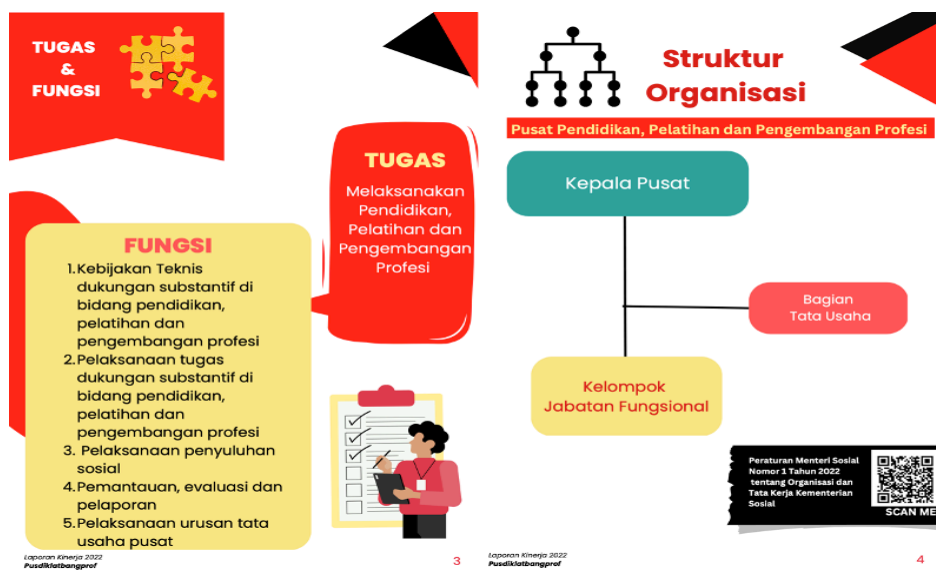 TUGAS
&
FUNGSI
TUGAS
Melaksanakan
Pendidikan,
Pelatihan dan
Pengembangan
Profesi
FUNGSI
1.Kebijakan Teknis
dukungan substantif di
bidang pendidikan,
pelatihan dan
pengembangan profesi
2.Pelaksanaan tugas
dukungan substantif di
bidang pendidikan,
pelatihan dan
pengembangan profesi
3. Pelaksanaan penyuluhan
sosial
4.Pemantauan, evaluasi dan
pelaporan
5.Pelaksanaan urusan tata
usaha pusat
Laporan Kinerja 2022
Pusdiklatbangprof
3
Struktur
Organisasi
Pusat Pendidikan, Pelatihan dan Pengembangan Profesi
Kepala Pusat
Bagian
Tata Usaha
Kelompok
Jabatan Fungsional
Peraturan Menteri Sosial
Nomor 1 Tahun 2022
tentang Organisasi dan
Tata Kerja Kementerian
Sosial
SCAN ME
Laporan Kinerja 2022
Pusdiklatbangprof
4